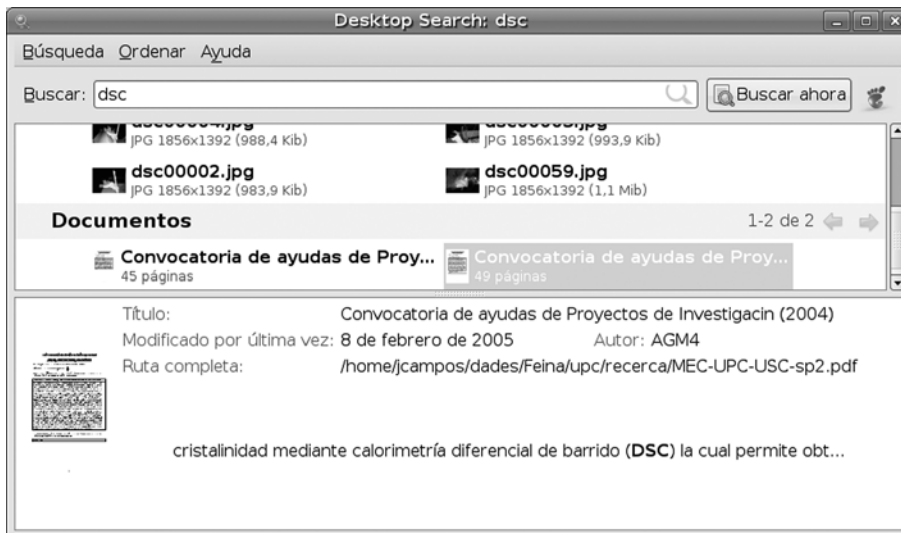 Desktop Search: dsc
Búsqueda Ordenar Ayuda
Buscar: dsc Buscar ahora
dsc00004.jpg dsc00003.jpg
JPG 1856x1392 (988,4 Kib) JPG 1856x1392 (993,9 Kib)
dsc00002.jpg dsc00059.jpg
JPG 1856x1392 (983,9 Kib) JPG 1856x1392 (1,1 Mib)
Documentos 1-2 de 2
Convocatoria de ayudas de Proy... Convocatoria de ayudas de Proy...
45 páginas 49 páginas
Título: Convocatoria de ayudas de Proyectos de Investigacin (2004)
Modificado por última vez: 8 de febrero de 2005 Autor: AGM4
Ruta completa: /home/jcampos/dades/Feina/upc/recerca/MEC-UPC-USC-sp2.pdf
cristalinidad mediante calorimetría diferencial de barrido (DSC) la cual permite obt...